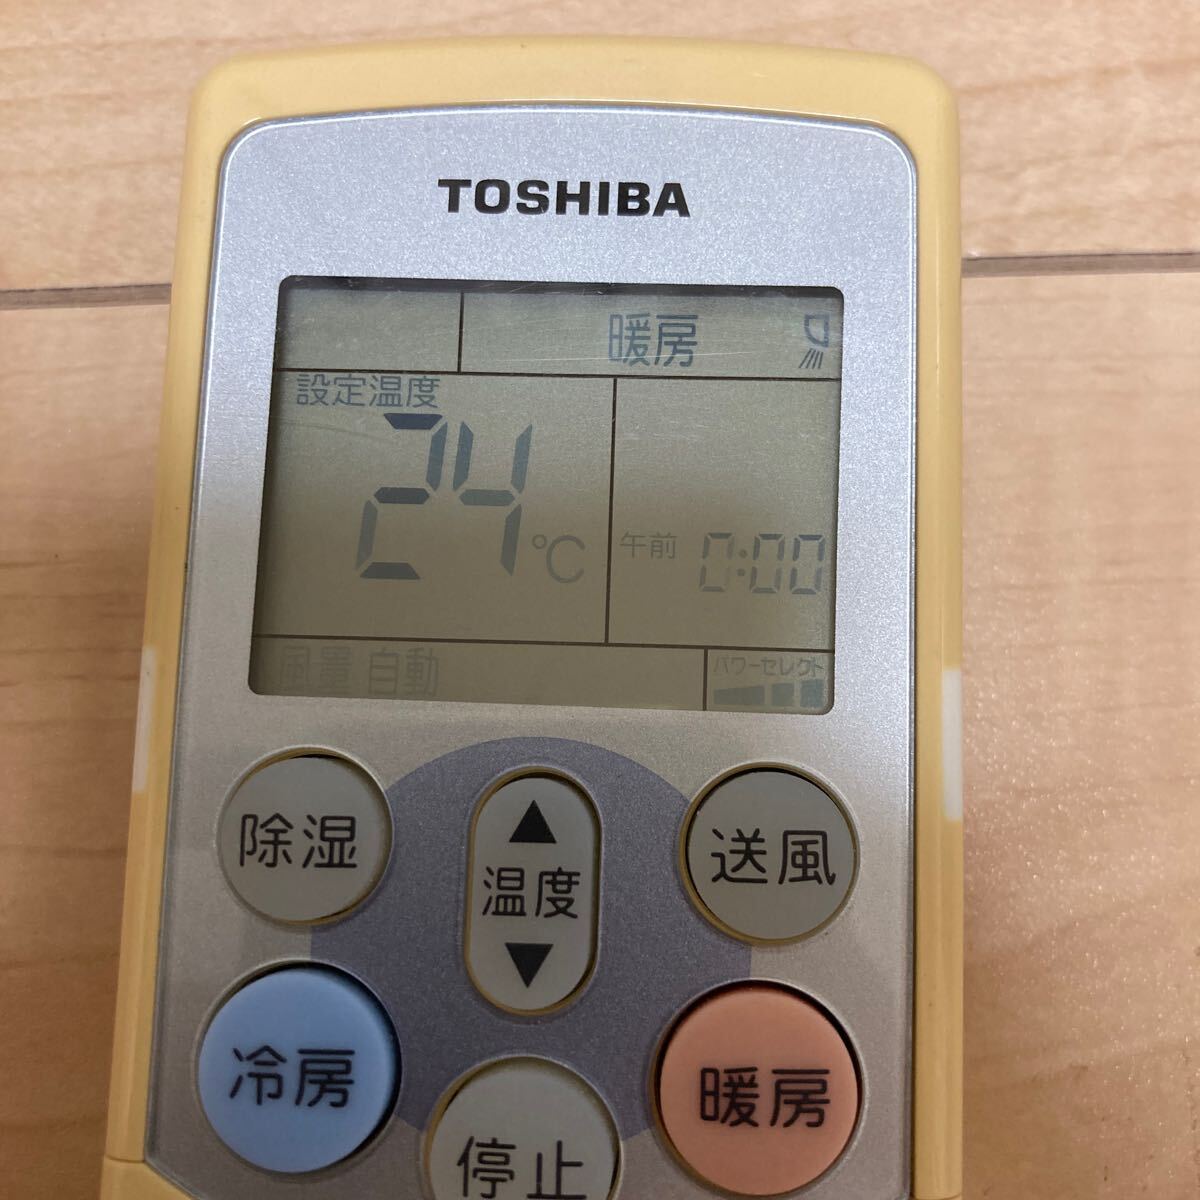 TOSHIBA
暖房
設定温度
24℃
午前 0:00
風量 自動
パワーセレクト
除湿
▲
温度
▼
送風
冷房
停止
暖房